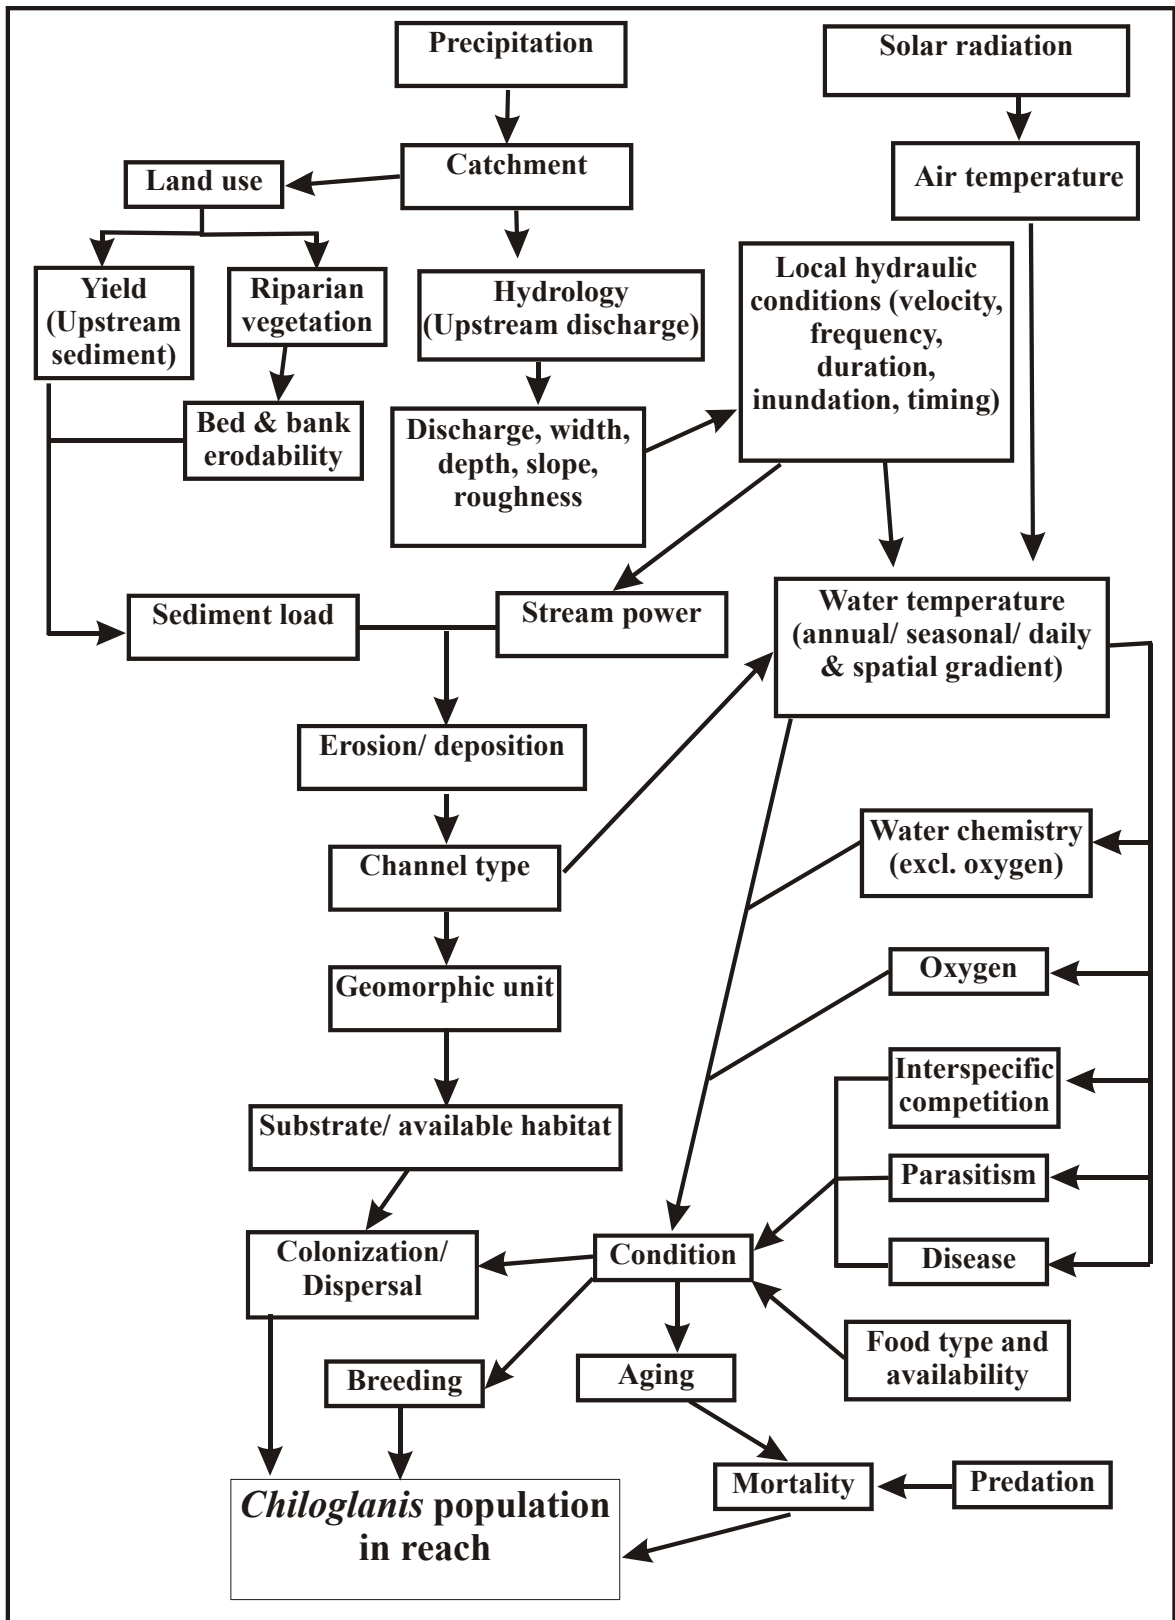 Precipitation
Solar radiation
Catchment
Land use
Air temperature
Yield
(Upstream
sediment)
Riparian
vegetation
Hydrology
(Upstream discharge)
Local hydraulic
conditions (velocity,
frequency,
duration,
inundation, timing)
Bed & bank
erodability
Discharge, width,
depth, slope,
roughness
Sediment load
Stream power
Water temperature
(annual/ seasonal/ daily
& spatial gradient)
Erosion/ deposition
Channel type
Water chemistry
(excl. oxygen)
Geomorphic unit
Oxygen
Interspecific
competition
Substrate/ available habitat
Parasitism
Colonization/
Dispersal
Condition
Disease
Food type and
availability
Breeding
Aging
Mortality
Predation
Chiloglanis population
in reach